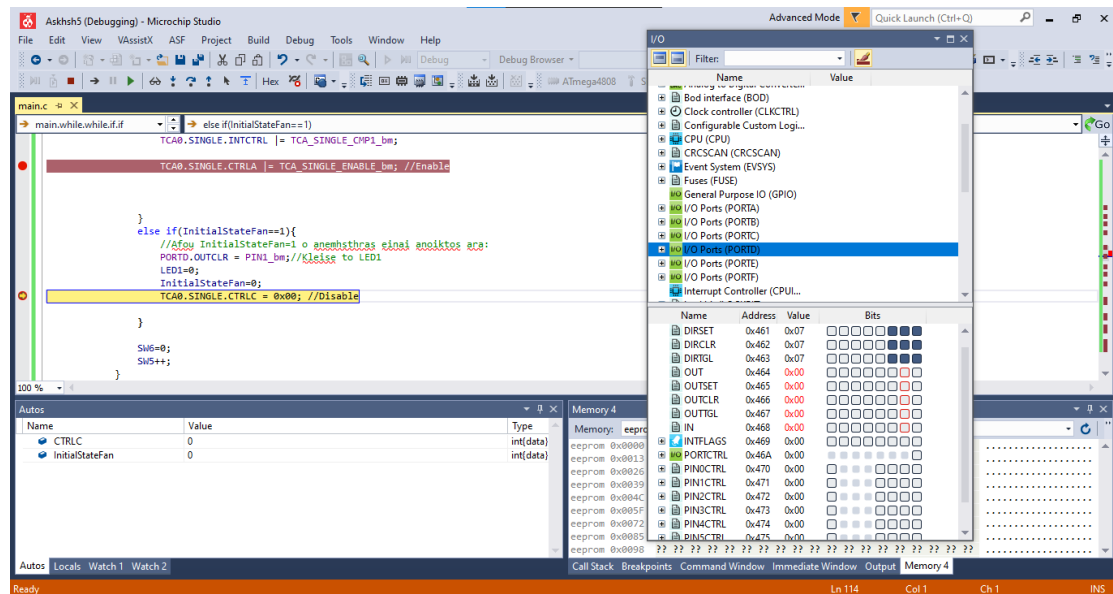 Askhsh5 (Debugging) - Microchip Studio
Advanced Mode
Quick Launch (Ctrl+Q)
File Edit View VAssistX ASF Project Build Debug Tools Window Help
Debug
Debug Browser
Hex
ATmega4808
main.c
main.while.while.if.if
else if(InitialStateFan==1)
Go
TCA0.SINGLE.INTCTRL |= TCA_SINGLE_CMP1_bm;
TCA0.SINGLE.CTRLA |= TCA_SINGLE_ENABLE_bm; //Enable
}
else if(InitialStateFan==1){
//Afou InitialStateFan=1 o anemhsthras einai anoiktos ara:
PORTD.OUTCLR = PIN1_bm;//Kleise to LED1
LED1=0;
InitialStateFan=0;
TCA0.SINGLE.CTRLC = 0x00; //Disable
}
SW6=0;
SW5++;
}
100 %
I/O
Filter:
Name Value
Analog to Digital Converte...
Bod interface (BOD)
Clock controller (CLKCTRL)
Configurable Custom Logi...
CPU (CPU)
CRCSCAN (CRCSCAN)
Event System (EVSYS)
Fuses (FUSE)
I/O General Purpose IO (GPIO)
I/O I/O Ports (PORTA)
I/O I/O Ports (PORTB)
I/O I/O Ports (PORTC)
I/O I/O Ports (PORTD)
I/O I/O Ports (PORTE)
I/O I/O Ports (PORTF)
Interrupt Controller (CPUI...
Name Address Value Bits
DIRSET 0x461 0x07
DIRCLR 0x462 0x07
DIRTGL 0x463 0x07
OUT 0x464 0x00
OUTSET 0x465 0x00
OUTCLR 0x466 0x00
OUTTGL 0x467 0x00
IN 0x468 0x00
INTFLAGS 0x469 0x00
I/O PORTCTRL 0x46A 0x00
PIN0CTRL 0x470 0x00
PIN1CTRL 0x471 0x00
PIN2CTRL 0x472 0x00
PIN3CTRL 0x473 0x00
PIN4CTRL 0x474 0x00
PIN5CTRL 0x475 0x00
Autos
Name Value Type
CTRLC 0 int{data}
InitialStateFan 0 int{data}
Autos Locals Watch 1 Watch 2
Memory 4
Memory: eepro
eeprom 0x0000 ...................
eeprom 0x0013 ...................
eeprom 0x0026 ...................
eeprom 0x0039 ...................
eeprom 0x004C ...................
eeprom 0x005F ...................
eeprom 0x0072 ...................
eeprom 0x0085 ...................
eeprom 0x0098 ?? ?? ?? ?? ?? ?? ?? ?? ?? ?? ?? ?? ?? ?? ?? ?? ?? ?? ?? ...................
Call Stack Breakpoints Command Window Immediate Window Output Memory 4
Ready
Ln 114 Col 1 Ch 1 INS